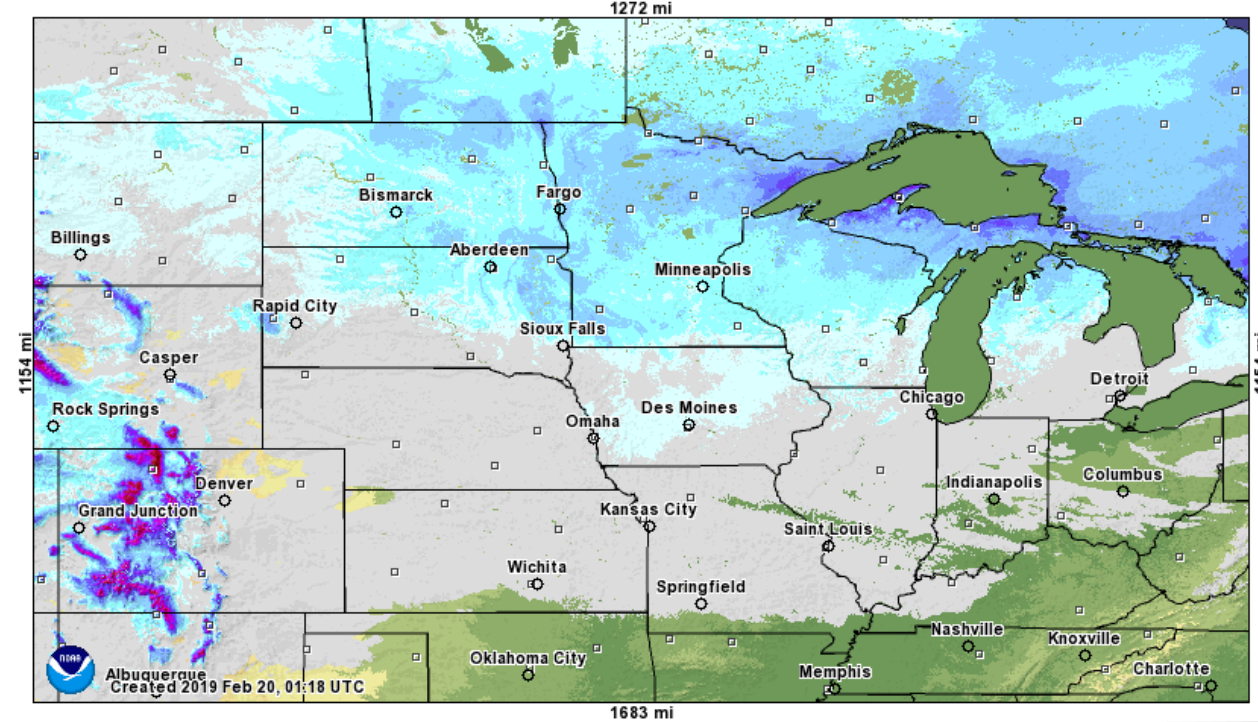 1272 mi
Bismarck
Fargo
Billings
Aberdeen
Minneapolis
Rapid City
Sioux Falls
1154 mi
Casper
Detroit
Rock Springs
Des Moines
Chicago
Omaha
Denver
Indianapolis
Columbus
Grand Junction
Kansas City
Saint Louis
Wichita
Springfield
Nashville
Knoxville
NOAA
Oklahoma City
Albuquerque
Memphis
Charlotte
Created 2019 Feb 20, 01:18 UTC
1683 mi